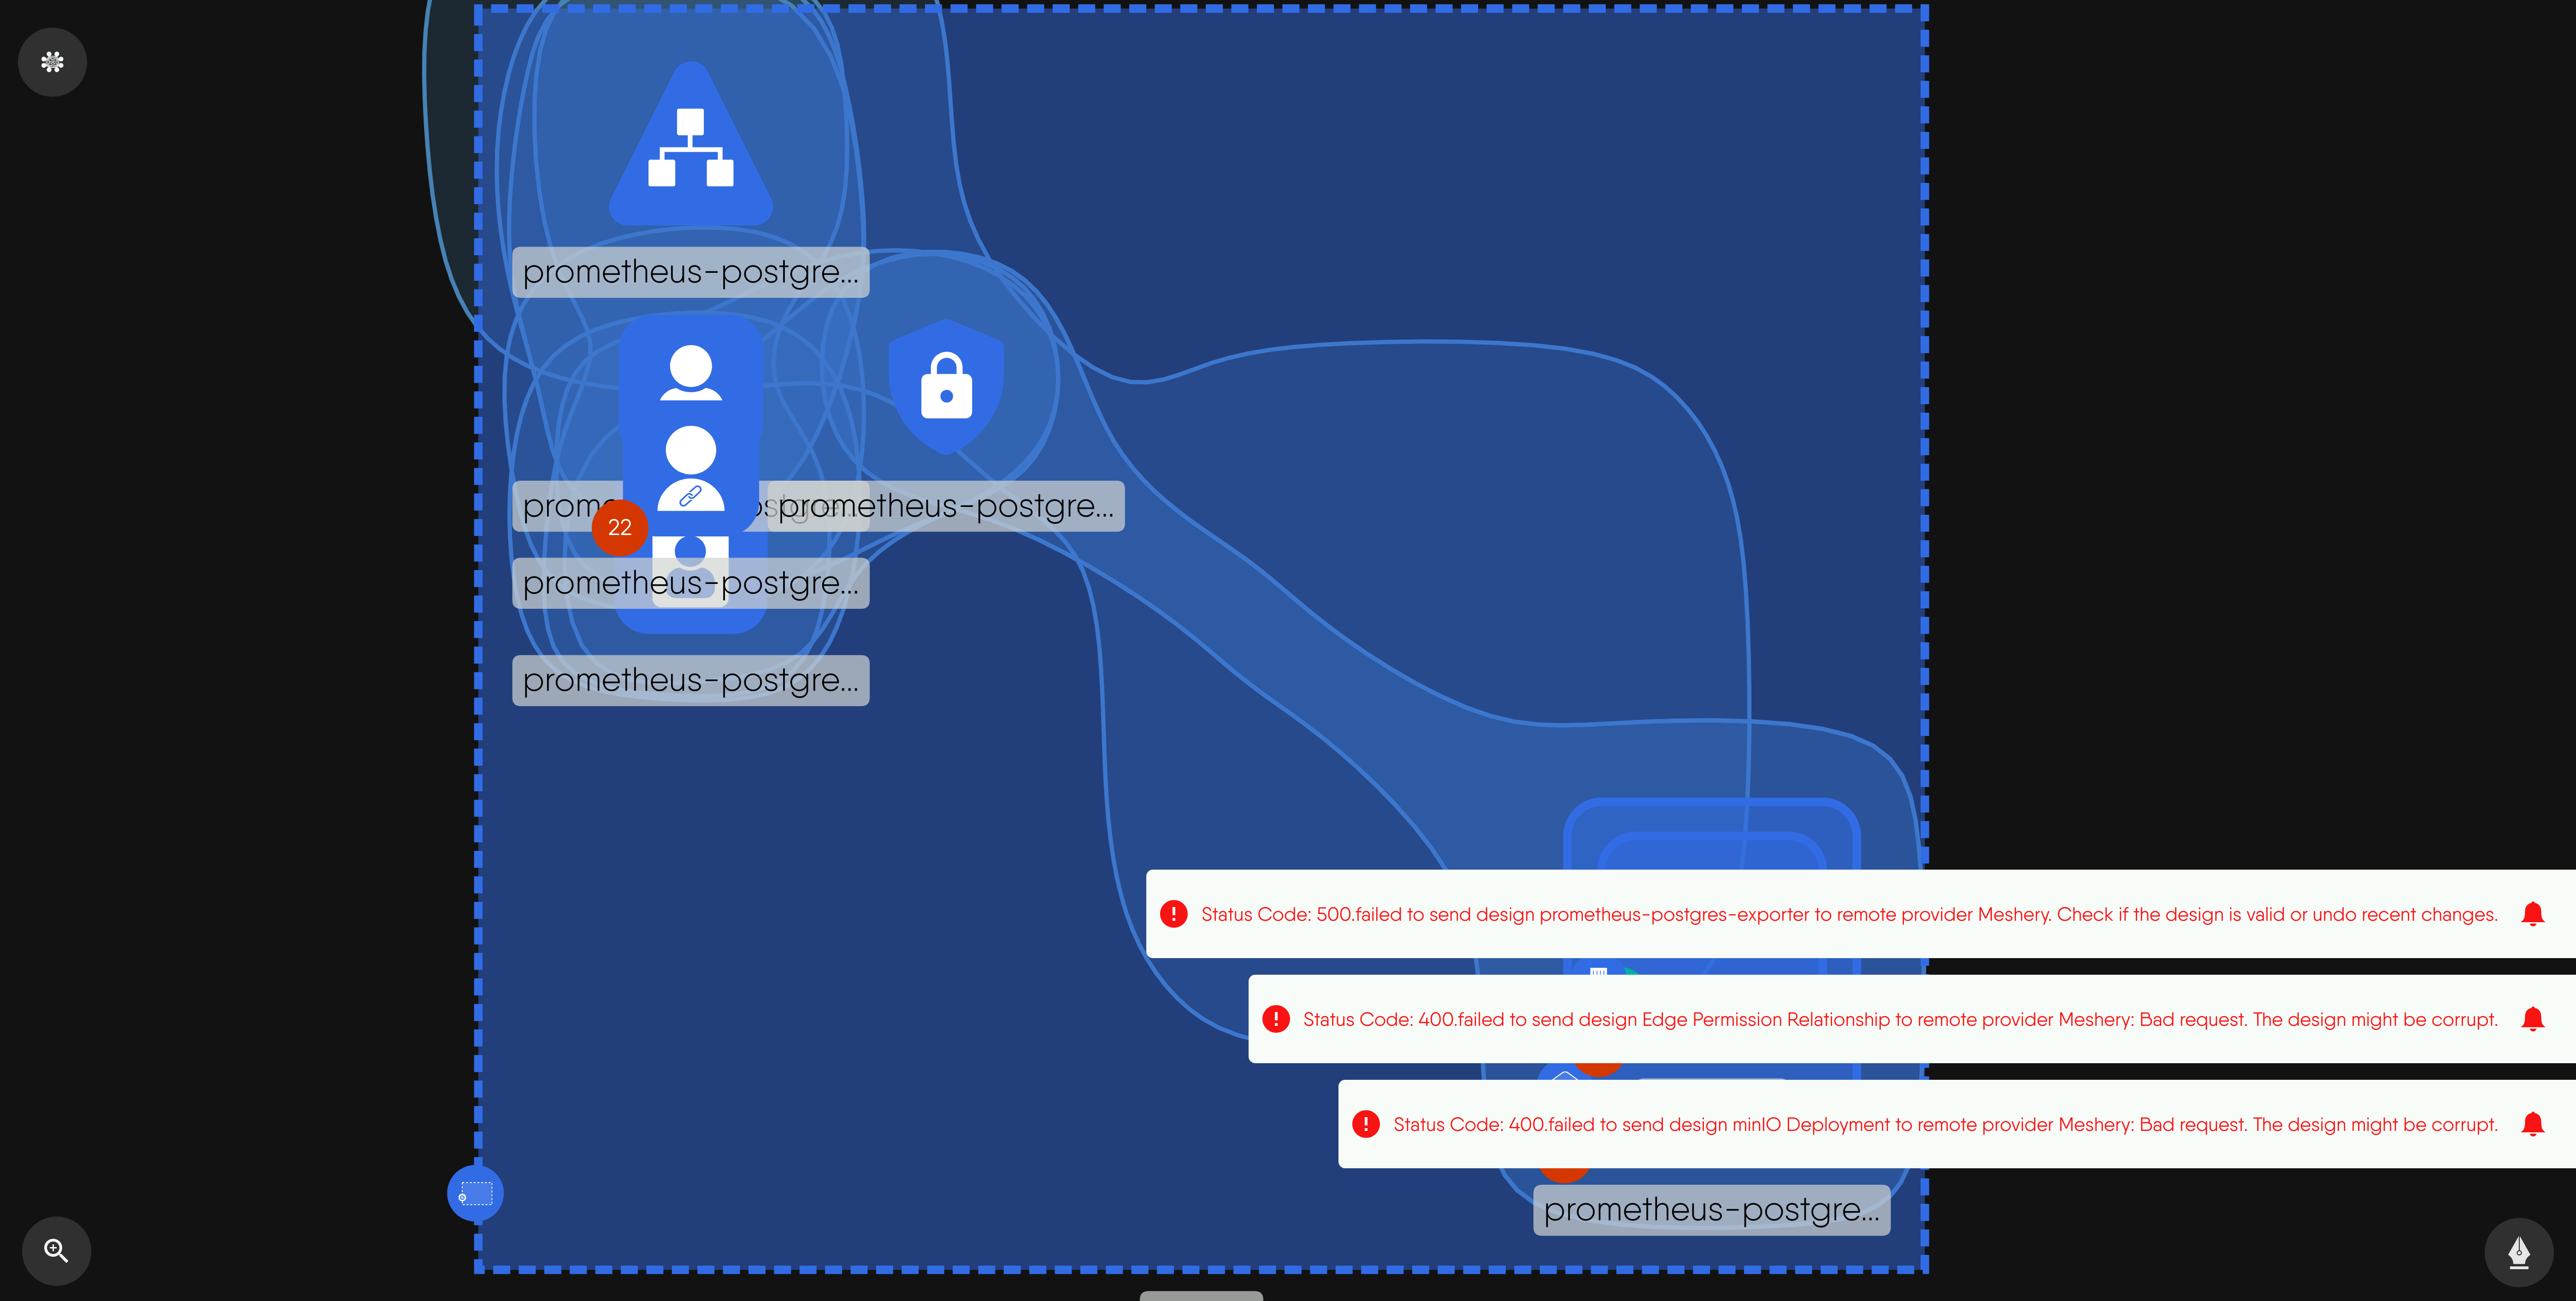 prometheus-postgre...
prome
prometheus-postgre...
22
prometheus-postgre...
prometheus-postgre...
Status Code: 500.failed to send design prometheus-postgres-exporter to remote provider Meshery. Check if the design is valid or undo recent changes.
Status Code: 400.failed to send design Edge Permission Relationship to remote provider Meshery: Bad request. The design might be corrupt.
Status Code: 400.failed to send design minIO Deployment to remote provider Meshery: Bad request. The design might be corrupt.
prometheus-postgre...